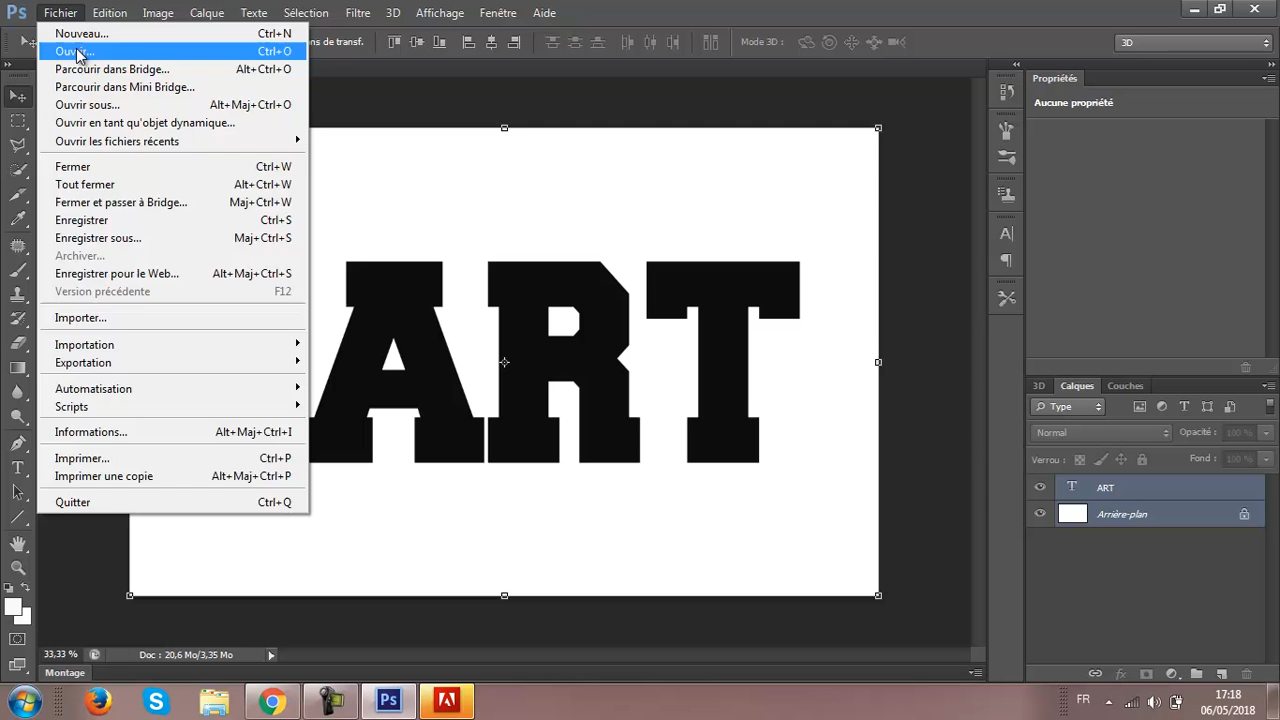 Ps Fichier Edition Image Calque Texte Sélection Filtre 3D Affichage Fenêtre Aide
Nouveau... Ctrl+N
Ouvrir... Ctrl+O
Parcourir dans Bridge... Alt+Ctrl+O
Parcourir dans Mini Bridge...
Ouvrir sous... Alt+Maj+Ctrl+O
Ouvrir en tant qu'objet dynamique...
Ouvrir les fichiers récents
Fermer Ctrl+W
Tout fermer Alt+Ctrl+W
Fermer et passer à Bridge... Maj+Ctrl+W
Enregistrer Ctrl+S
Enregistrer sous... Maj+Ctrl+S
Archiver...
Enregistrer pour le Web... Alt+Maj+Ctrl+S
Version précédente F12
Importer...
Importation
Exportation
Automatisation
Scripts
Informations... Alt+Maj+Ctrl+I
Imprimer... Ctrl+P
Imprimer une copie Alt+Maj+Ctrl+P
Quitter Ctrl+Q
ns de transf.
Mode 3D :
3D
ART
Propriétés
Aucune propriété
3D Calques Couches
Type
Normal Opacité : 100 %
Verrou : Fond : 100 %
T ART
Arrière-plan
33,33 % Doc : 20,6 Mo/3,35 Mo
Montage
Ps
FR 17:18
06/05/2018